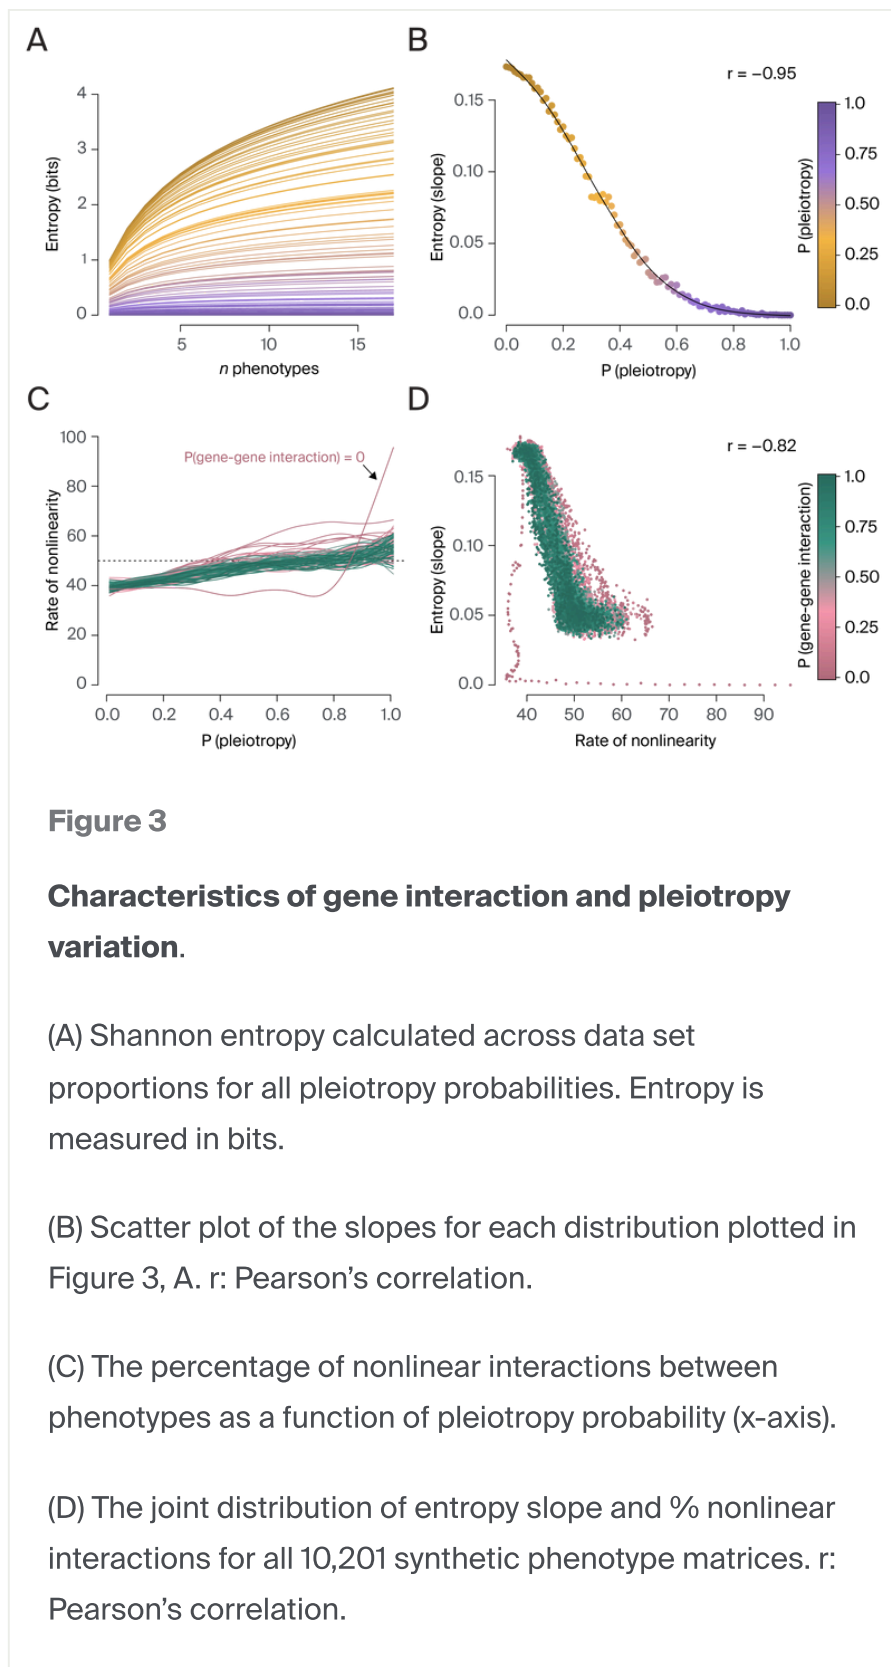 A
Entropy (bits)
4
3
2
1
0
5 10 15
n phenotypes
B
r = −0.95
Entropy (slope)
0.15
0.10
0.05
0.0
0.0 0.2 0.4 0.6 0.8 1.0
P (pleiotropy)
P (pleiotropy)
1.0
0.75
0.50
0.25
0.0
C
Rate of nonlinearity
100
80
60
40
20
0
P(gene-gene interaction) = 0
0.0 0.2 0.4 0.6 0.8 1.0
P (pleiotropy)
D
r = −0.82
Entropy (slope)
0.15
0.10
0.05
0.0
40 50 60 70 80 90
Rate of nonlinearity
P (gene-gene interaction)
1.0
0.75
0.50
0.25
0.0
Figure 3
Characteristics of gene interaction and pleiotropy
variation.
(A) Shannon entropy calculated across data set
proportions for all pleiotropy probabilities. Entropy is
measured in bits.
(B) Scatter plot of the slopes for each distribution plotted in
Figure 3, A. r: Pearson’s correlation.
(C) The percentage of nonlinear interactions between
phenotypes as a function of pleiotropy probability (x-axis).
(D) The joint distribution of entropy slope and % nonlinear
interactions for all 10,201 synthetic phenotype matrices. r:
Pearson’s correlation.